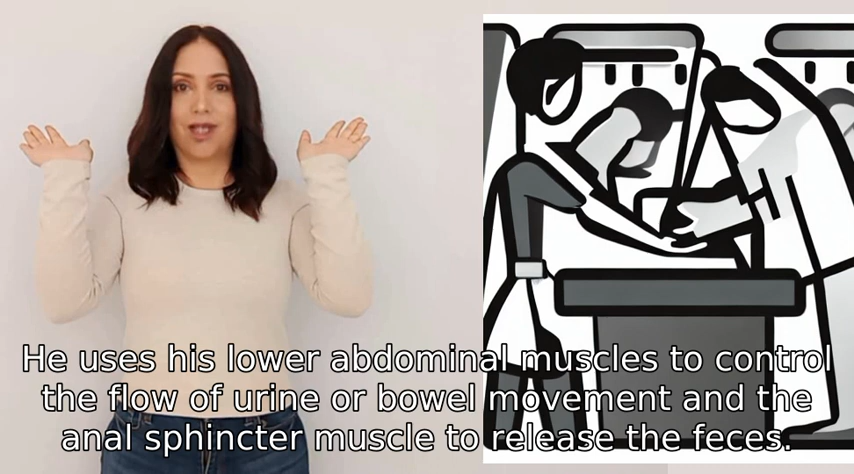 He uses his lower abdominal muscles to control
the flow of urine or bowel movement and the
anal sphincter muscle to release the feces.